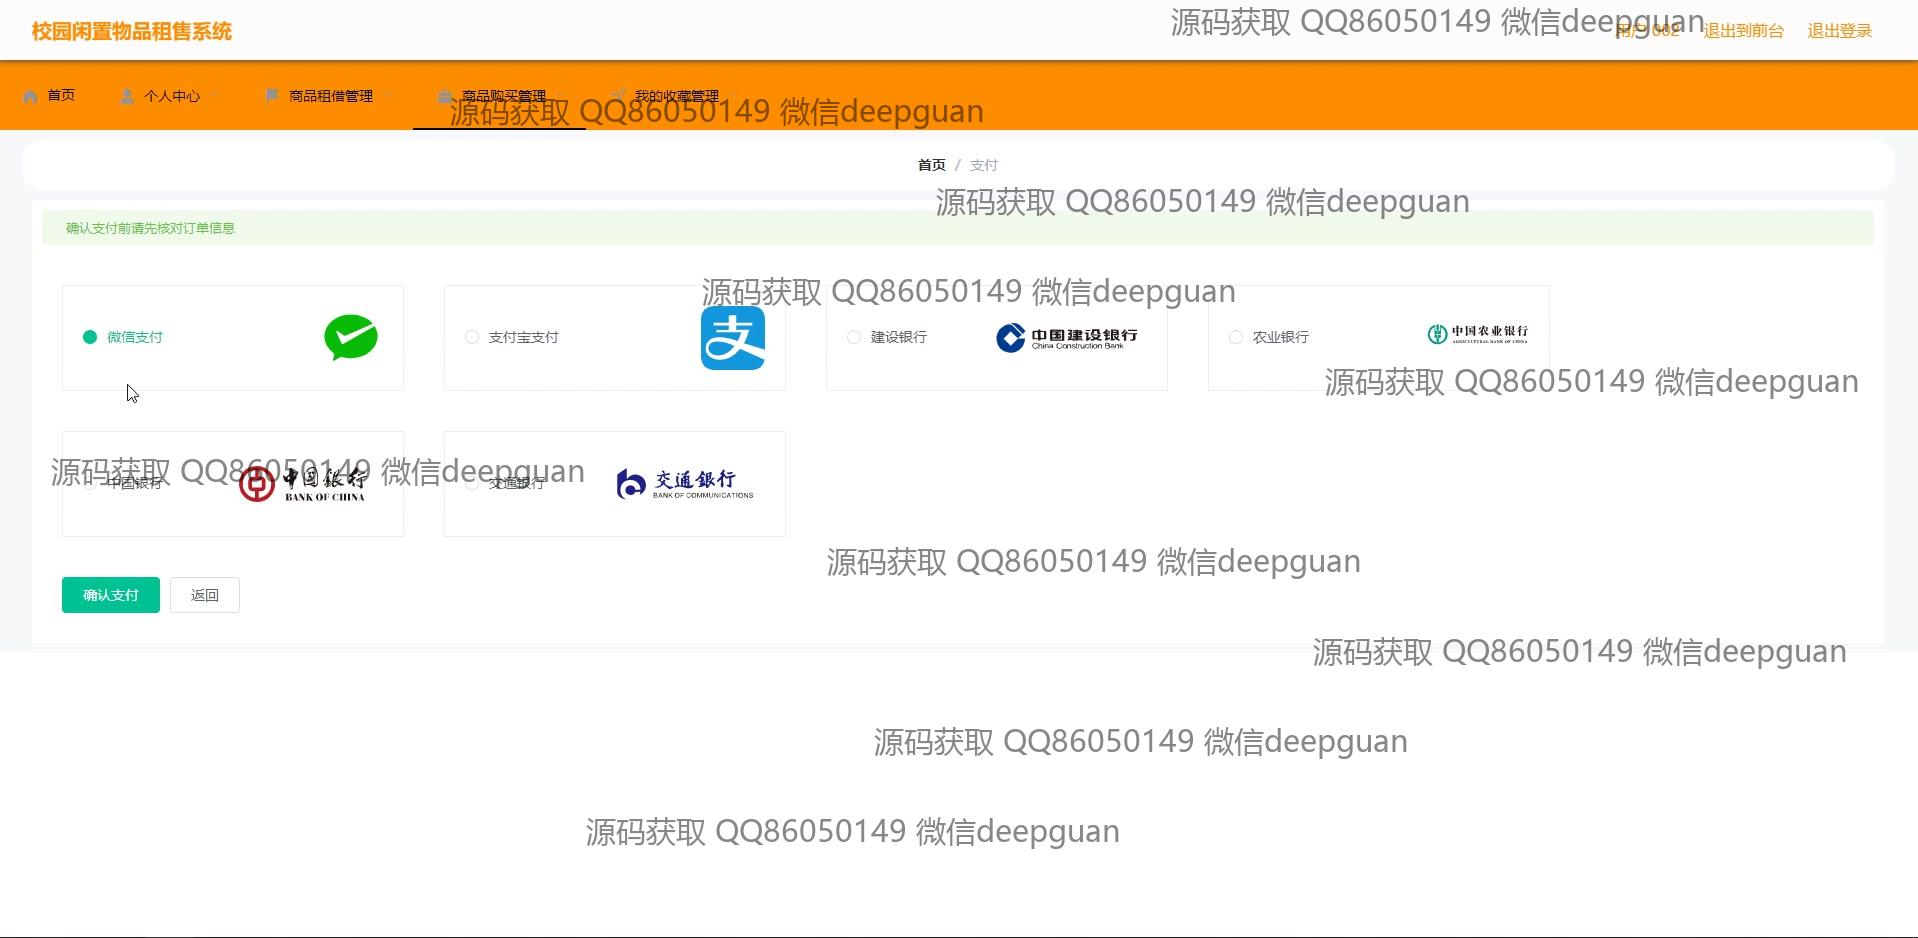 校园闲置物品租售系统
源码获取 QQ86050149 微信deepguan
用户 002 退出到前台 退出登录
首页 个人中心 商品租借管理 商品购买管理 我的收藏管理
源码获取 QQ86050149 微信deepguan
首页 / 支付
源码获取 QQ86050149 微信deepguan
确认支付前请先核对订单信息
源码获取 QQ86050149 微信deepguan
微信支付 支付宝支付 支 建设银行 中国建设银行 农业银行 中国农业银行
China Construction Bank AGRICULTURAL BANK OF CHINA
源码获取 QQ86050149 微信deepguan
源码获取 QQ86050149 微信deepguan
中国银行 中国银行 交通银行 交通銀行
BANK OF CHINA BANK OF COMMUNICATIONS
源码获取 QQ86050149 微信deepguan
确认支付 返回
源码获取 QQ86050149 微信deepguan
源码获取 QQ86050149 微信deepguan
源码获取 QQ86050149 微信deepguan